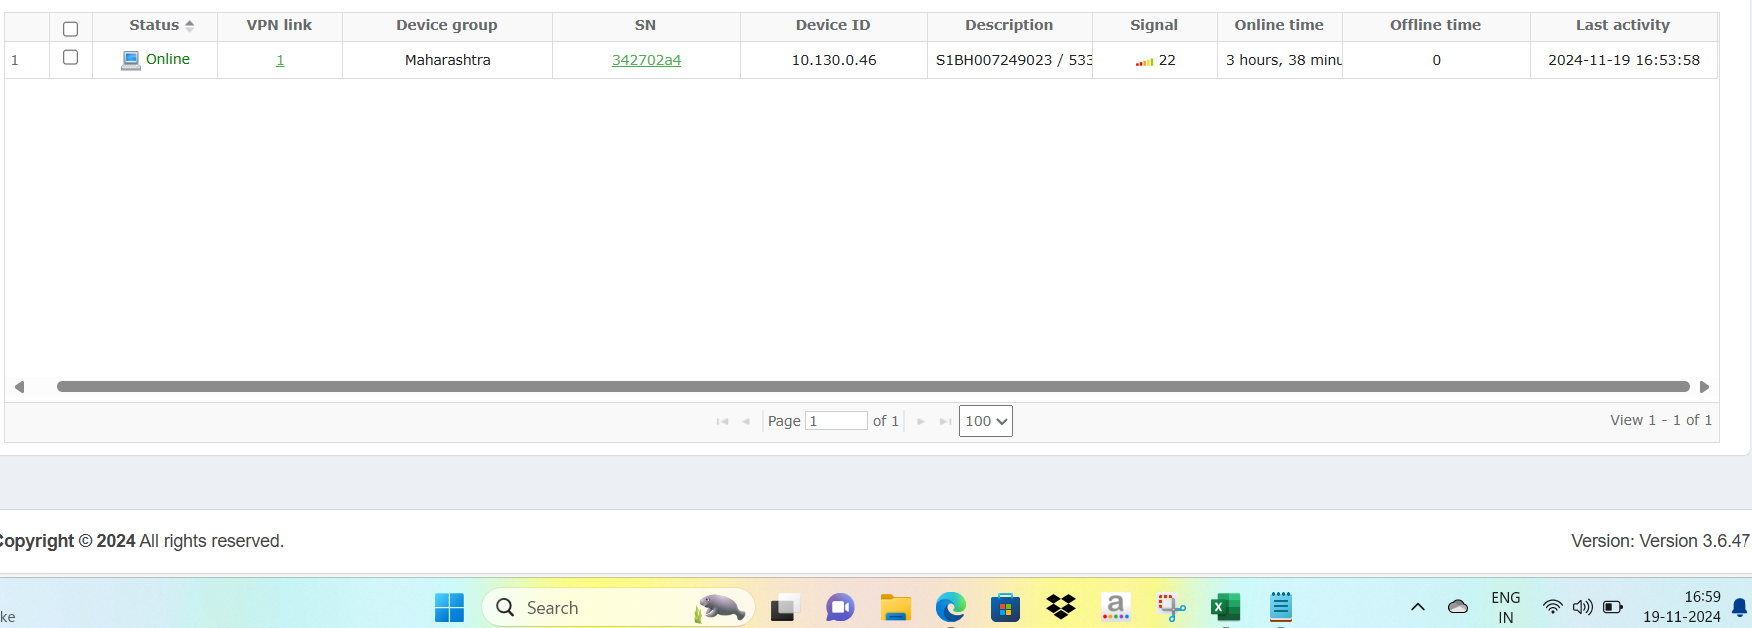 Status VPN link Device group SN Device ID Description Signal Online time Offline time Last activity
1 Online 1 Maharashtra 342702a4 10.130.0.46 S1BH007249023 / 533 22 3 hours, 38 minu 0 2024-11-19 16:53:58
Page 1 of 1 100 View 1 - 1 of 1
Copyright © 2024 All rights reserved. Version: Version 3.6.47
ke
Search
ENG
IN
16:59
19-11-2024